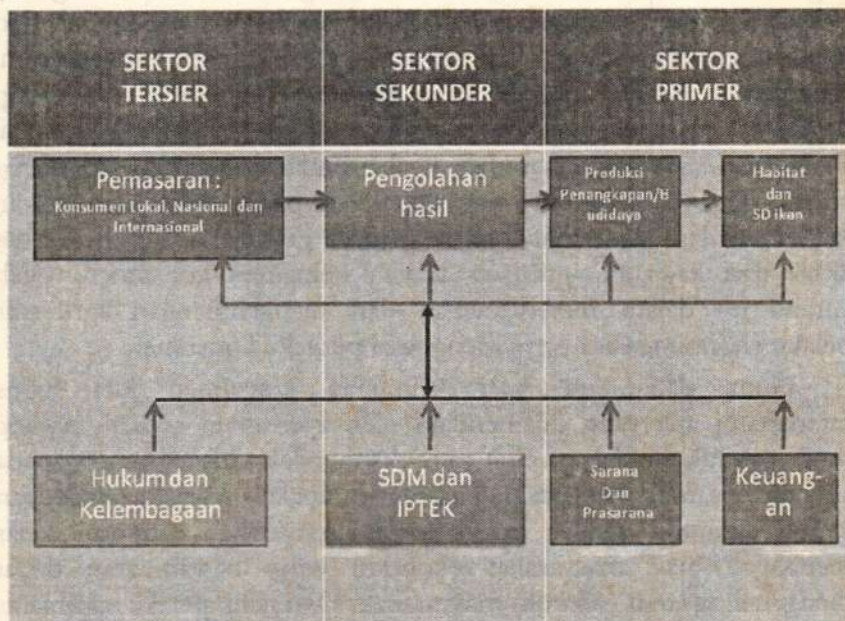 SEKTOR
TERSIER
SEKTOR
SEKUNDER
SEKTOR
PRIMER
Pemasaran :
Konsumen Lokal, Nasional dan
Internasional
Pengolahan
hasil
Produksi
Penangkapan/B
udidaya
Habitat
dan
SD ikan
Hukum dan
Kelembagaan
SDM dan
IPTEK
Sarana
Dan
Prasarana
Keuang-
an